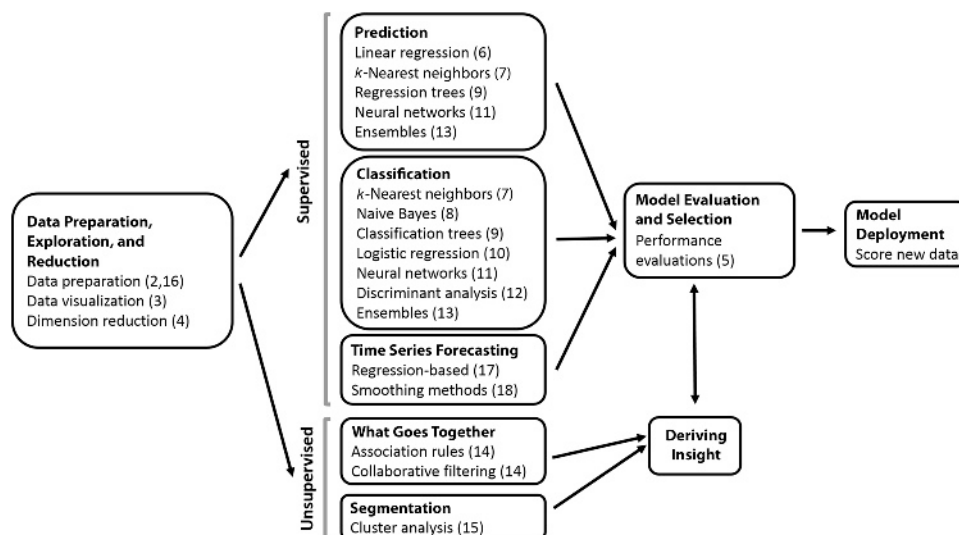 Data Preparation,
Exploration, and
Reduction
Data preparation (2,16)
Data visualization (3)
Dimension reduction (4)
Supervised
Prediction
Linear regression (6)
k-Nearest neighbors (7)
Regression trees (9)
Neural networks (11)
Ensembles (13)
Classification
k-Nearest neighbors (7)
Naive Bayes (8)
Classification trees (9)
Logistic regression (10)
Neural networks (11)
Discriminant analysis (12)
Ensembles (13)
Time Series Forecasting
Regression-based (17)
Smoothing methods (18)
Unsupervised
What Goes Together
Association rules (14)
Collaborative filtering (14)
Segmentation
Cluster analysis (15)
Model Evaluation
and Selection
Performance
evaluations (5)
Deriving
Insight
Model
Deployment
Score new data